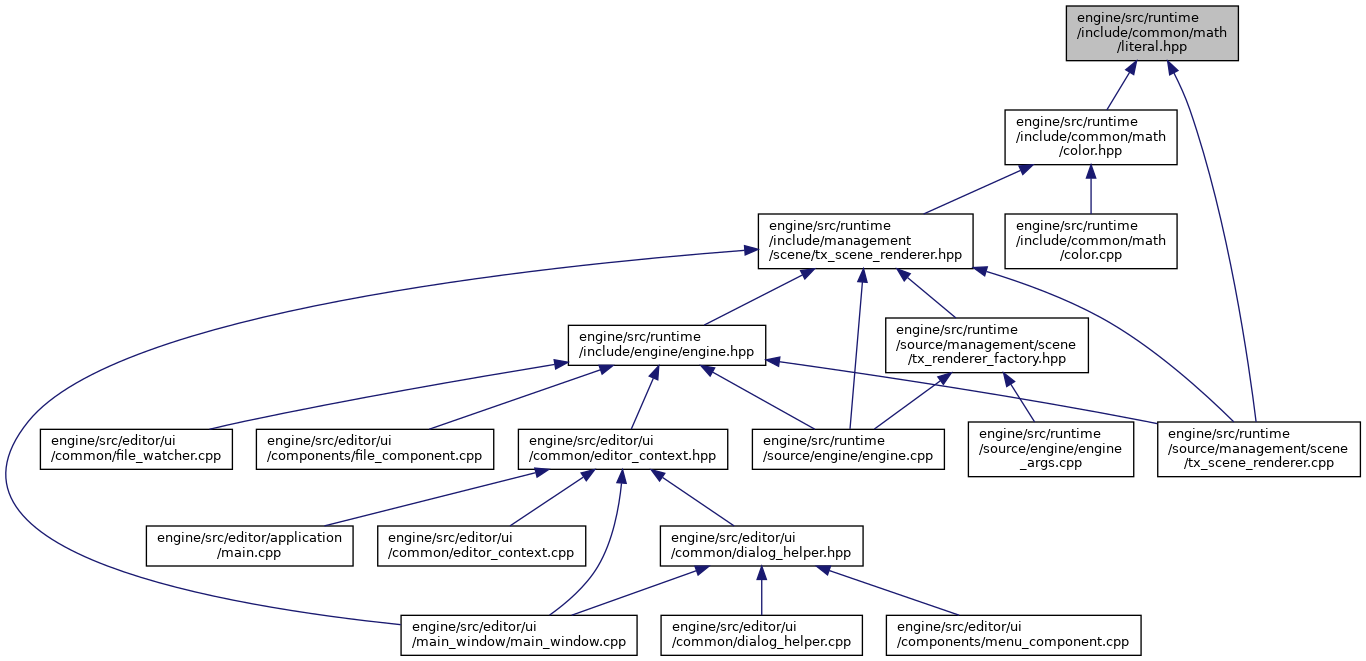 engine/src/runtime
/include/common/math
/literal.hpp
engine/src/runtime
/include/common/math
/color.hpp
engine/src/runtime
/include/management
/scene/tx_scene_renderer.hpp
engine/src/runtime
/include/common/math
/color.cpp
engine/src/runtime
/include/engine/engine.hpp
engine/src/runtime
/source/management/scene
/tx_renderer_factory.hpp
engine/src/editor/ui
/common/file_watcher.cpp
engine/src/editor/ui
/components/file_component.cpp
engine/src/editor/ui
/common/editor_context.hpp
engine/src/runtime
/source/engine/engine.cpp
engine/src/runtime
/source/engine/engine
_args.cpp
engine/src/runtime
/source/management/scene
/tx_scene_renderer.cpp
engine/src/editor/application
/main.cpp
engine/src/editor/ui
/common/editor_context.cpp
engine/src/editor/ui
/common/dialog_helper.hpp
engine/src/editor/ui
/main_window/main_window.cpp
engine/src/editor/ui
/common/dialog_helper.cpp
engine/src/editor/ui
/components/menu_component.cpp